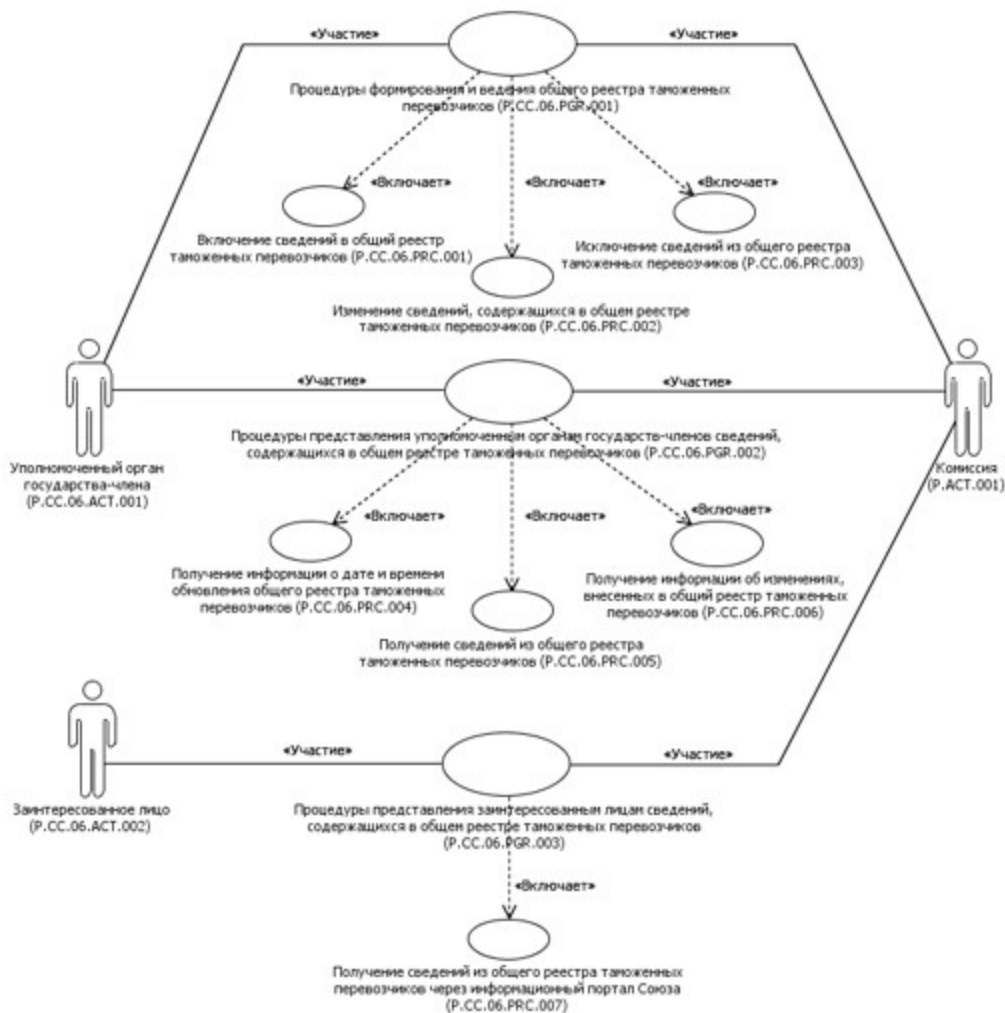 «Участие»
«Участие»
Процедуры формирования и ведения общего реестра таможенных
перевозчиков (P.CC.06.PGR.001)
«Включает»
«Включает»
«Включает»
Включение сведений в общий реестр
таможенных перевозчиков (P.CC.06.PRC.001)
Исключение сведений из общего реестра
таможенных перевозчиков (P.CC.06.PRC.003)
Изменение сведений, содержащихся в общем реестре
таможенных перевозчиков (P.CC.06.PRC.002)
«Участие»
«Участие»
Процедуры представления уполномоченным органам государств-членов сведений,
содержащихся в общем реестре таможенных перевозчиков (P.CC.06.PGR.002)
Уполномоченный орган
государства-члена
(P.CC.06.ACT.001)
Комиссия
(P.ACT.001)
«Включает»
«Включает»
«Включает»
Получение информации о дате и времени
обновления общего реестра таможенных
перевозчиков (P.CC.06.PRC.004)
Получение информации об изменениях,
внесенных в общий реестр таможенных
перевозчиков (P.CC.06.PRC.006)
Получение сведений из общего реестра
таможенных перевозчиков (P.CC.06.PRC.005)
«Участие»
«Участие»
Заинтересованное лицо
(P.CC.06.ACT.002)
Процедуры представления заинтересованным лицам сведений,
содержащихся в общем реестре таможенных перевозчиков
(P.CC.06.PGR.003)
«Включает»
Получение сведений из общего реестра таможенных
перевозчиков через информационный портал Союза
(P.CC.06.PRC.007)